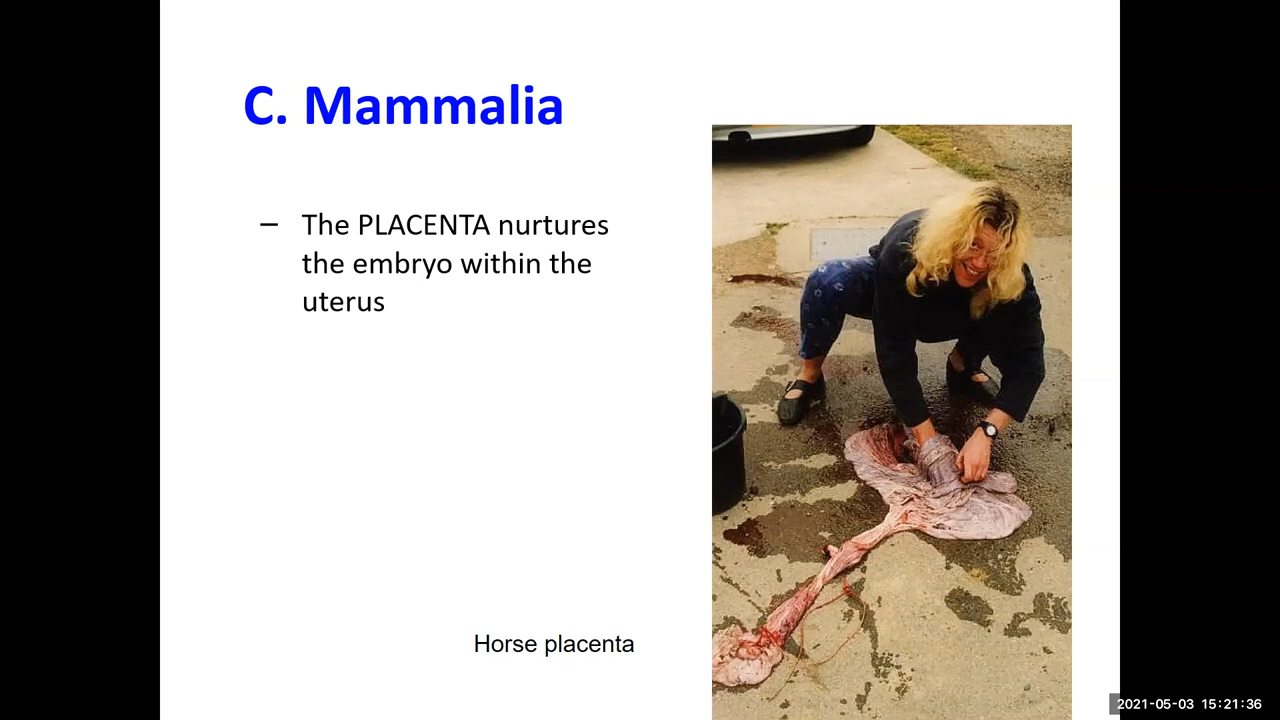 C. Mammalia
– The PLACENTA nurtures
the embryo within the
uterus
Horse placenta
2021-05-03 15:21:36